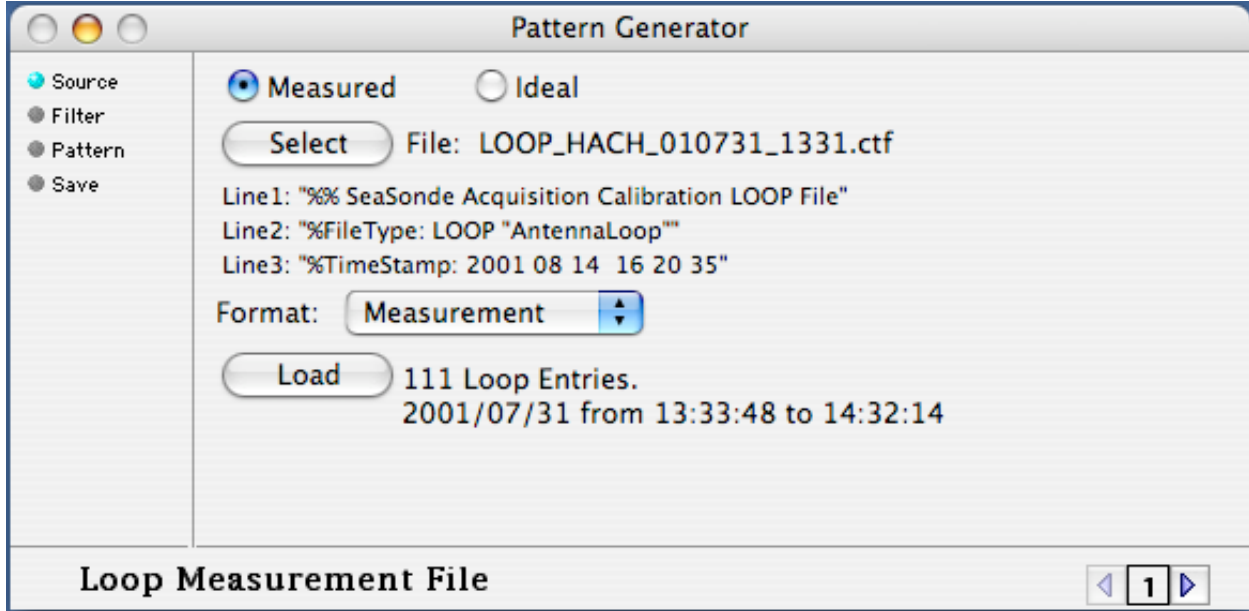 Pattern Generator
Source
Filter
Pattern
Save
Measured Ideal
Select File: LOOP_HACH_010731_1331.ctf
Line1: "%% SeaSonde Acquisition Calibration LOOP File"
Line2: "%FileType: LOOP "AntennaLoop""
Line3: "%TimeStamp: 2001 08 14  16 20 35"
Format: Measurement
Load 111 Loop Entries.
2001/07/31 from 13:33:48 to 14:32:14
Loop Measurement File
1